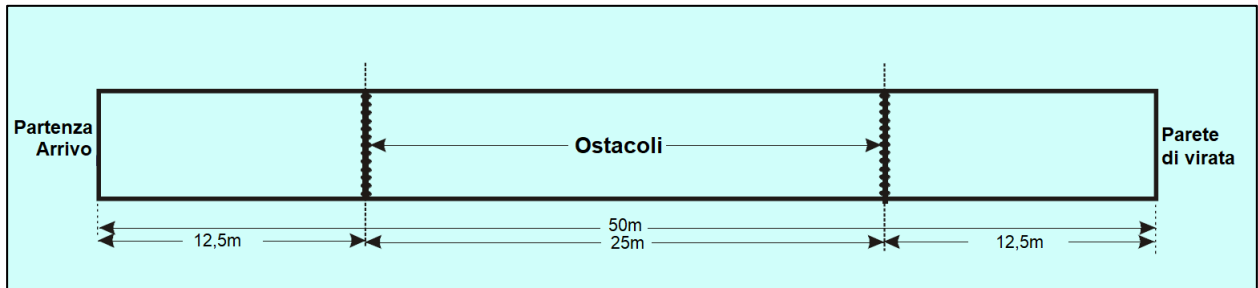 Partenza
Arrivo
Ostacoli
Parete
di virata
50m
12,5m
25m
12,5m